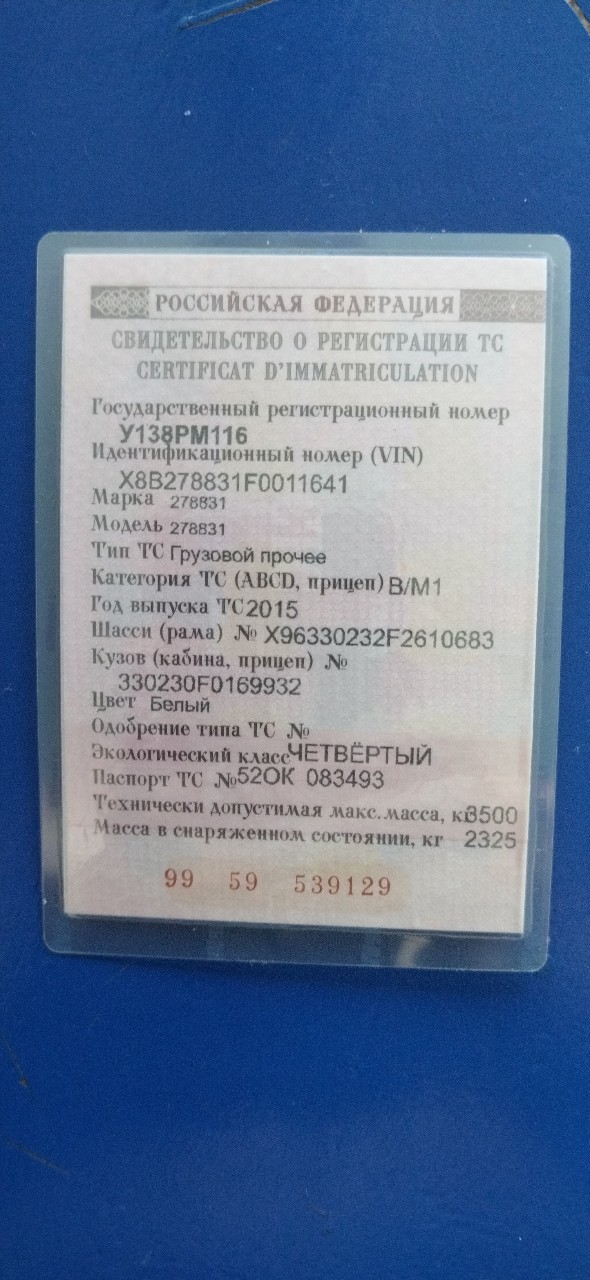 РОССИЙСКАЯ ФЕДЕРАЦИЯ
СВИДЕТЕЛЬСТВО О РЕГИСТРАЦИИ ТС
CERTIFICAT D'IMMATRICULATION
Государственный регистрационный номер
У138РМ116
Идентификационный номер (VIN)
X8B278831F0011641
Марка 278831
Модель 278831
Тип ТС Грузовой прочее
Категория ТС (ABCD, прицеп) B/M1
Год выпуска ТС 2015
Шасси (рама) № X96330232F2610683
Кузов (кабина, прицеп) №
330230F0169932
Цвет Белый
Одобрение типа ТС №
Экологический класс ЧЕТВЁРТЫЙ
Паспорт ТС № 52ОК 083493
Технически допустимая макс. масса, кг 3500
Масса в снаряженном состоянии, кг 2325
99 59 539129